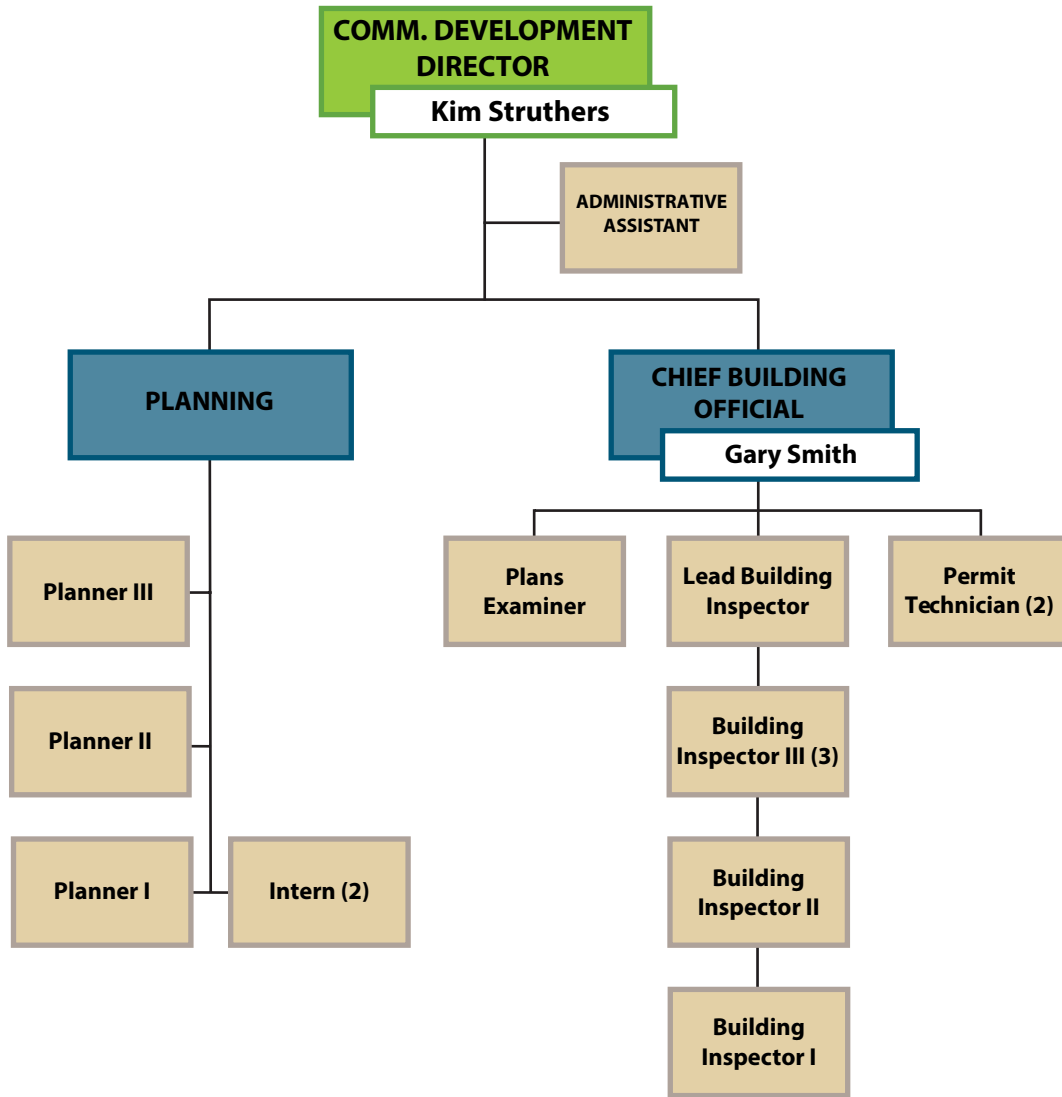 COMM. DEVELOPMENT
DIRECTOR
Kim Struthers
ADMINISTRATIVE
ASSISTANT
PLANNING
CHIEF BUILDING
OFFICIAL
Gary Smith
Planner III
Plans
Examiner
Lead Building
Inspector
Permit
Technician (2)
Planner II
Building
Inspector III (3)
Planner I
Intern (2)
Building
Inspector II
Building
Inspector I